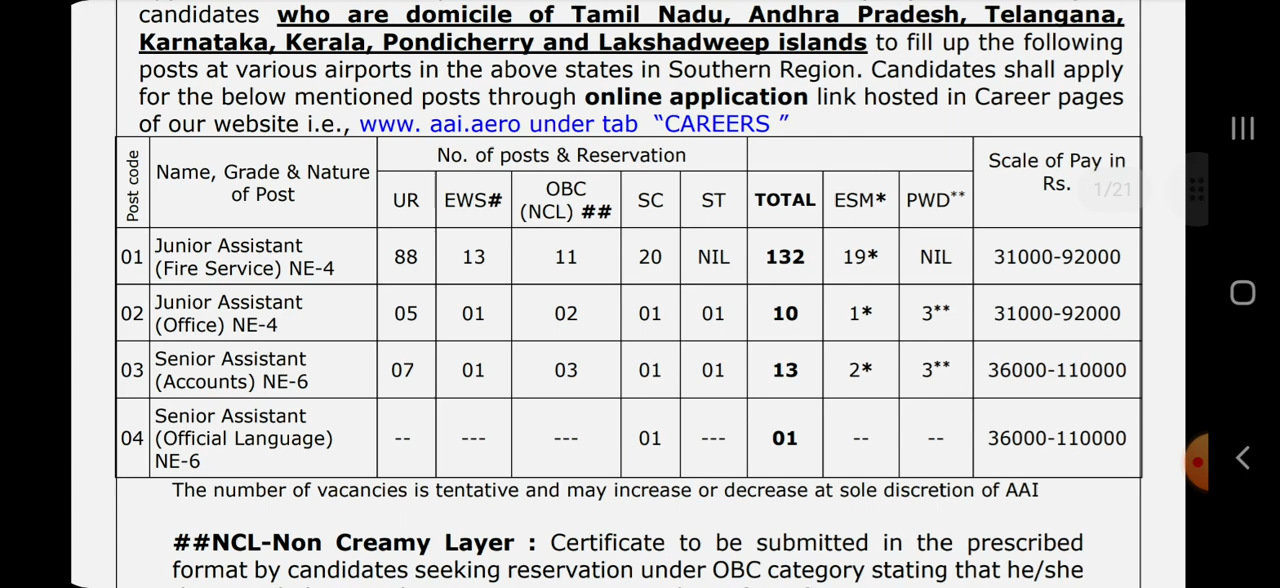 candidates who are domicile of Tamil Nadu, Andhra Pradesh, Telangana,
Karnataka, Kerala, Pondicherry and Lakshadweep islands to fill up the following
posts at various airports in the above states in Southern Region. Candidates shall apply
for the below mentioned posts through online application link hosted in Career pages
of our website i.e., www. aai.aero under tab “CAREERS ”
Post code Name, Grade & Nature of Post No. of posts & Reservation Scale of Pay in Rs.
UR EWS# OBC (NCL) ## SC ST TOTAL ESM* PWD**
1/21
01 Junior Assistant (Fire Service) NE-4 88 13 11 20 NIL 132 19* NIL 31000-92000
02 Junior Assistant (Office) NE-4 05 01 02 01 01 10 1* 3** 31000-92000
03 Senior Assistant (Accounts) NE-6 07 01 03 01 01 13 2* 3** 36000-110000
04 Senior Assistant (Official Language) NE-6 -- --- --- 01 --- 01 -- -- 36000-110000
The number of vacancies is tentative and may increase or decrease at sole discretion of AAI
##NCL-Non Creamy Layer : Certificate to be submitted in the prescribed
format by candidates seeking reservation under OBC category stating that he/she